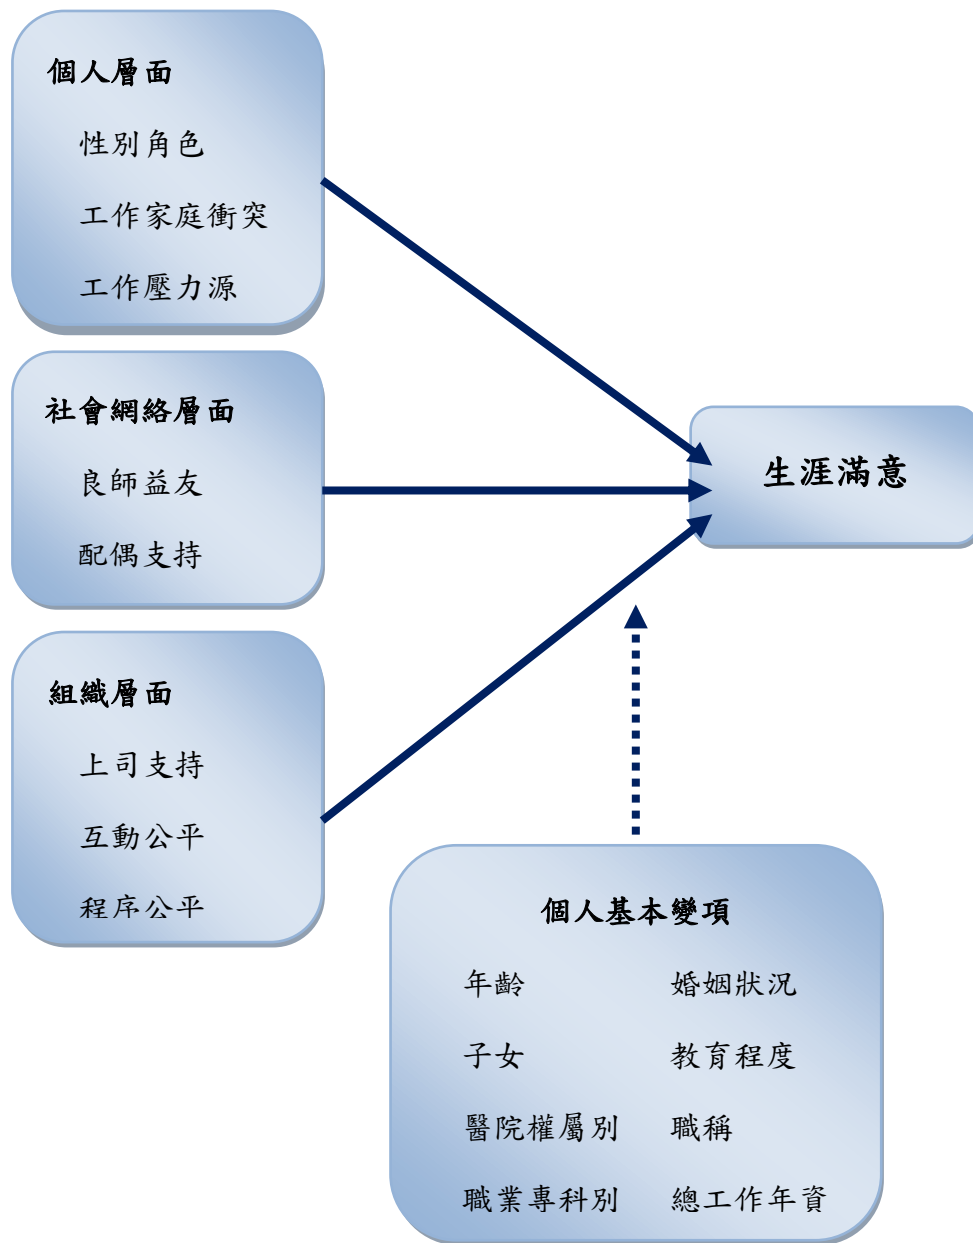 個人層面
性別角色
工作家庭衝突
工作壓力源
社會網絡層面
良師益友
配偶支持
生涯滿意
組織層面
上司支持
互動公平
程序公平
個人基本變項
年齡 婚姻狀況
子女 教育程度
醫院權屬別 職稱
職業專科別 總工作年資